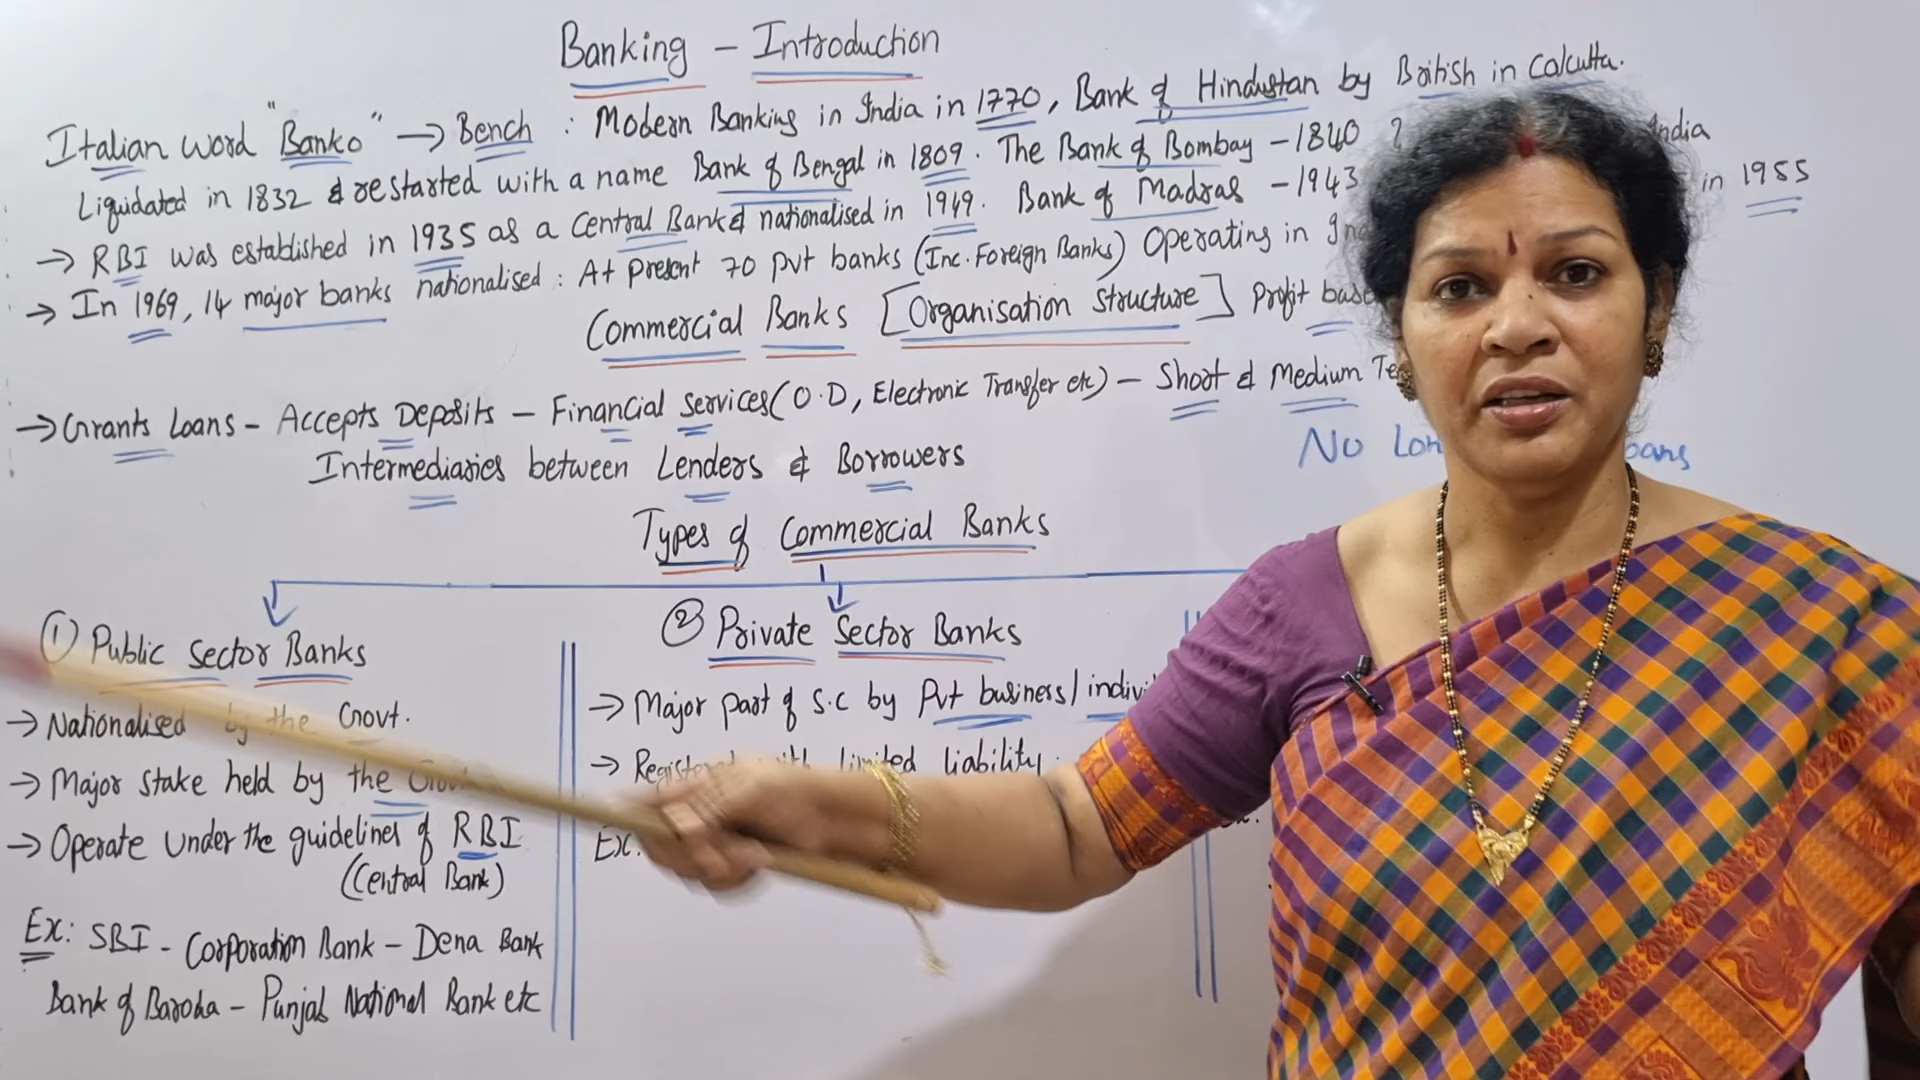 Banking – Introduction
Italian word "Banko" → Bench : Modern Banking in India in 1770, Bank of Hindustan by British in Calcutta.
Liquidated in 1832 & restarted with a name Bank of Bengal in 1809. The Bank of Bombay – 1840 India
→ RBI was established in 1935 as a Central Bank & nationalised in 1949. Bank of Madras – 1943 in 1955
→ In 1969, 14 major banks nationalised : At present 70 pvt banks (Inc. Foreign Banks) Operating in
Commercial Banks [Organisation structure] Profit
→ Grants Loans – Accepts Deposits – Financial Services (O.D, Electronic Transfer etc) – Short & Medium
Intermediaries between Lenders & Borrowers
No
Types of Commercial Banks
① Public Sector Banks
→ Nationalised by the Govt.
→ Major stake held by the
→ Operate under the guidelines of RBI
(Central Bank)
Ex: SBI – Corporation Bank – Dena Bank
Bank of Baroda – Punjab National Bank etc
② Private Sector Banks
→ Major part of S.C by Pvt business/
→ with limited liability.
Ex: